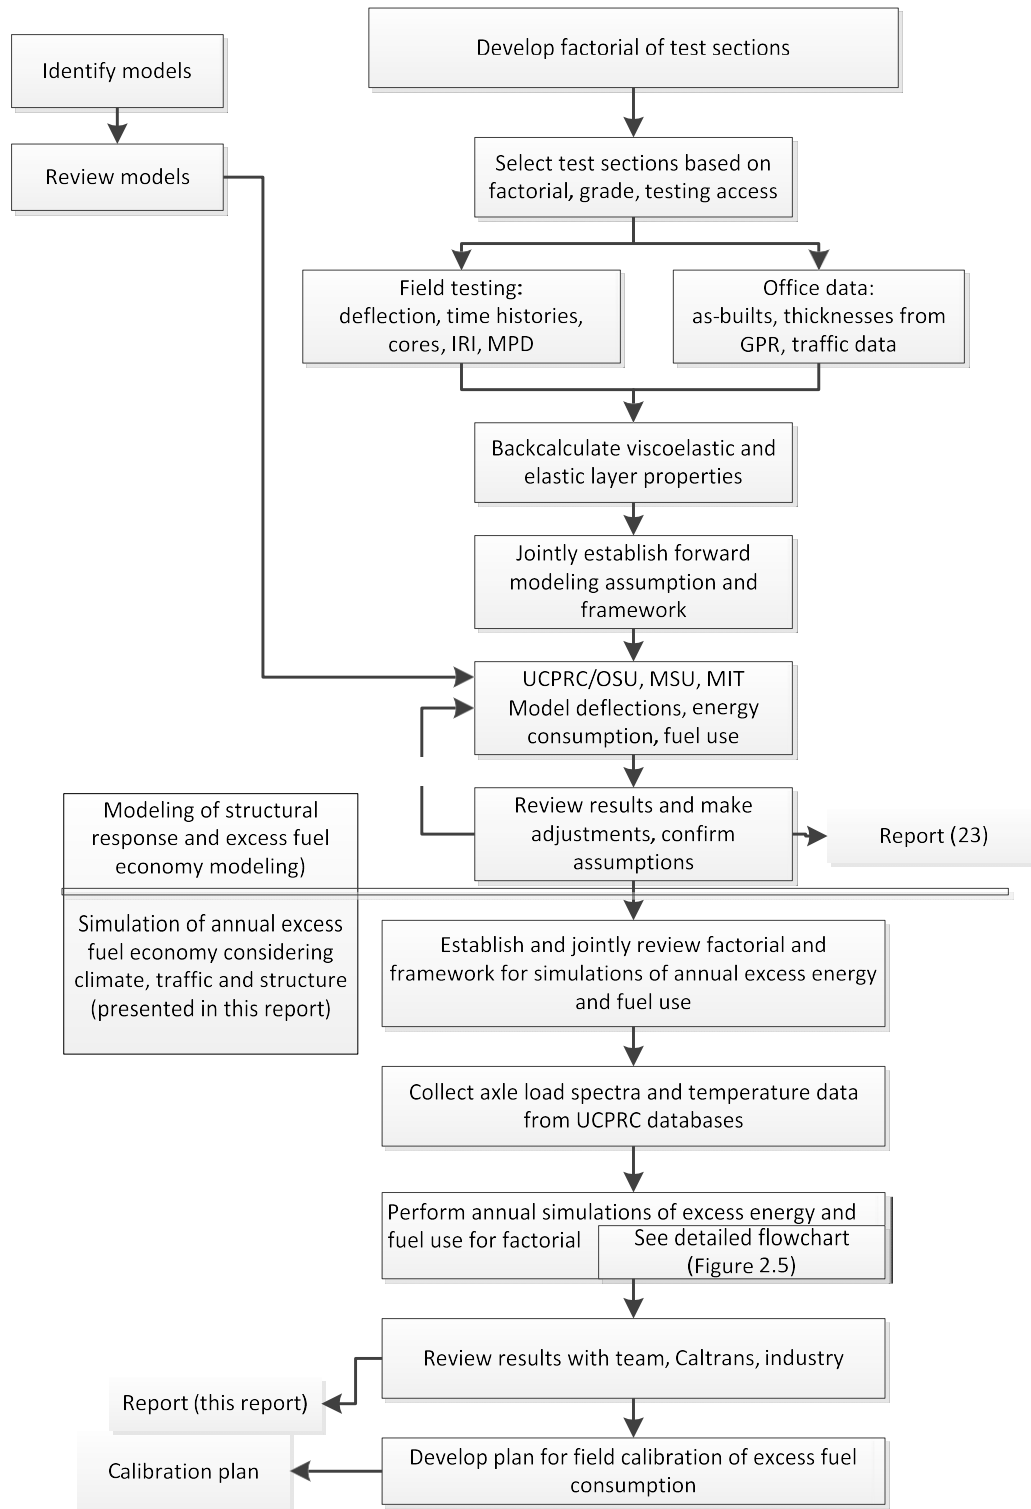 Develop factorial of test sections
Identify models
Review models
Select test sections based on
factorial, grade, testing access
Field testing:
deflection, time histories,
cores, IRI, MPD
Office data:
as-builts, thicknesses from
GPR, traffic data
Backcalculate viscoelastic and
elastic layer properties
Jointly establish forward
modeling assumption and
framework
UCPRC/OSU, MSU, MIT
Model deflections, energy
consumption, fuel use
Modeling of structural
response and excess fuel
economy modeling)
Review results and make
adjustments, confirm
assumptions
Report (23)
Simulation of annual excess
fuel economy considering
climate, traffic and structure
(presented in this report)
Establish and jointly review factorial and
framework for simulations of annual excess energy
and fuel use
Collect axle load spectra and temperature data
from UCPRC databases
Perform annual simulations of excess energy and
fuel use for factorial
See detailed flowchart
(Figure 2.5)
Review results with team, Caltrans, industry
Report (this report)
Develop plan for field calibration of excess fuel
consumption
Calibration plan